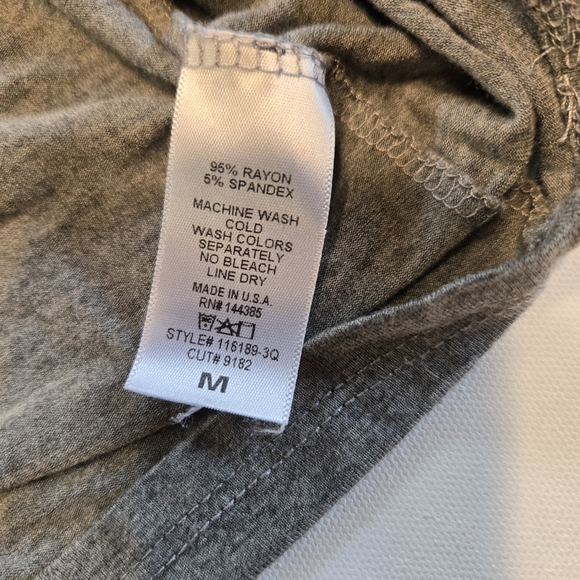 95% RAYON
5% SPANDEX
MACHINE WASH
COLD
WASH COLORS
SEPARATELY
NO BLEACH
LINE DRY
MADE IN U.S.A.
RN# 144385
STYLE# 116189-3Q
CUT# 9182
M